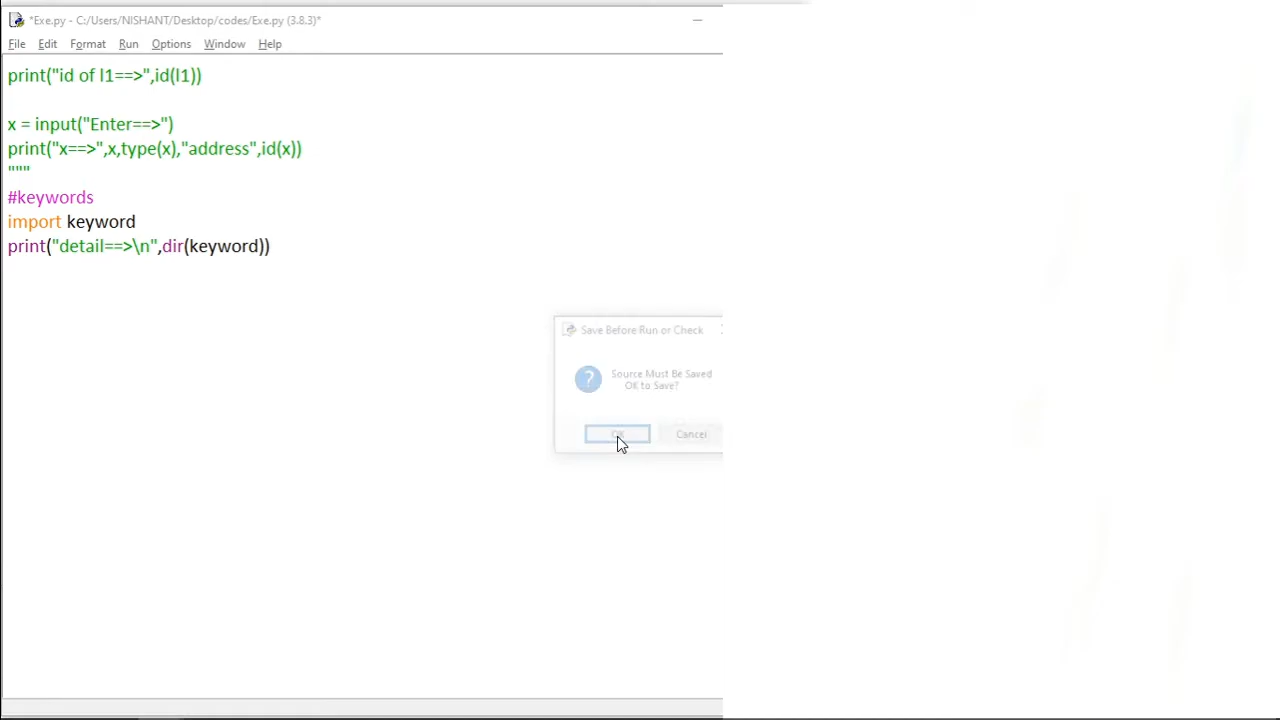 *Exe.py - C:/Users/NISHANT/Desktop/codes/Exe.py (3.8.3)*
File Edit Format Run Options Window Help
print("id of l1==>",id(l1))
x = input("Enter==>")
print("x==>",x,type(x),"address",id(x))
"""
#keywords
import keyword
print("detail==>\n",dir(keyword))
Save Before Run or Check
Source Must Be Saved
OK to Save?
OK Cancel